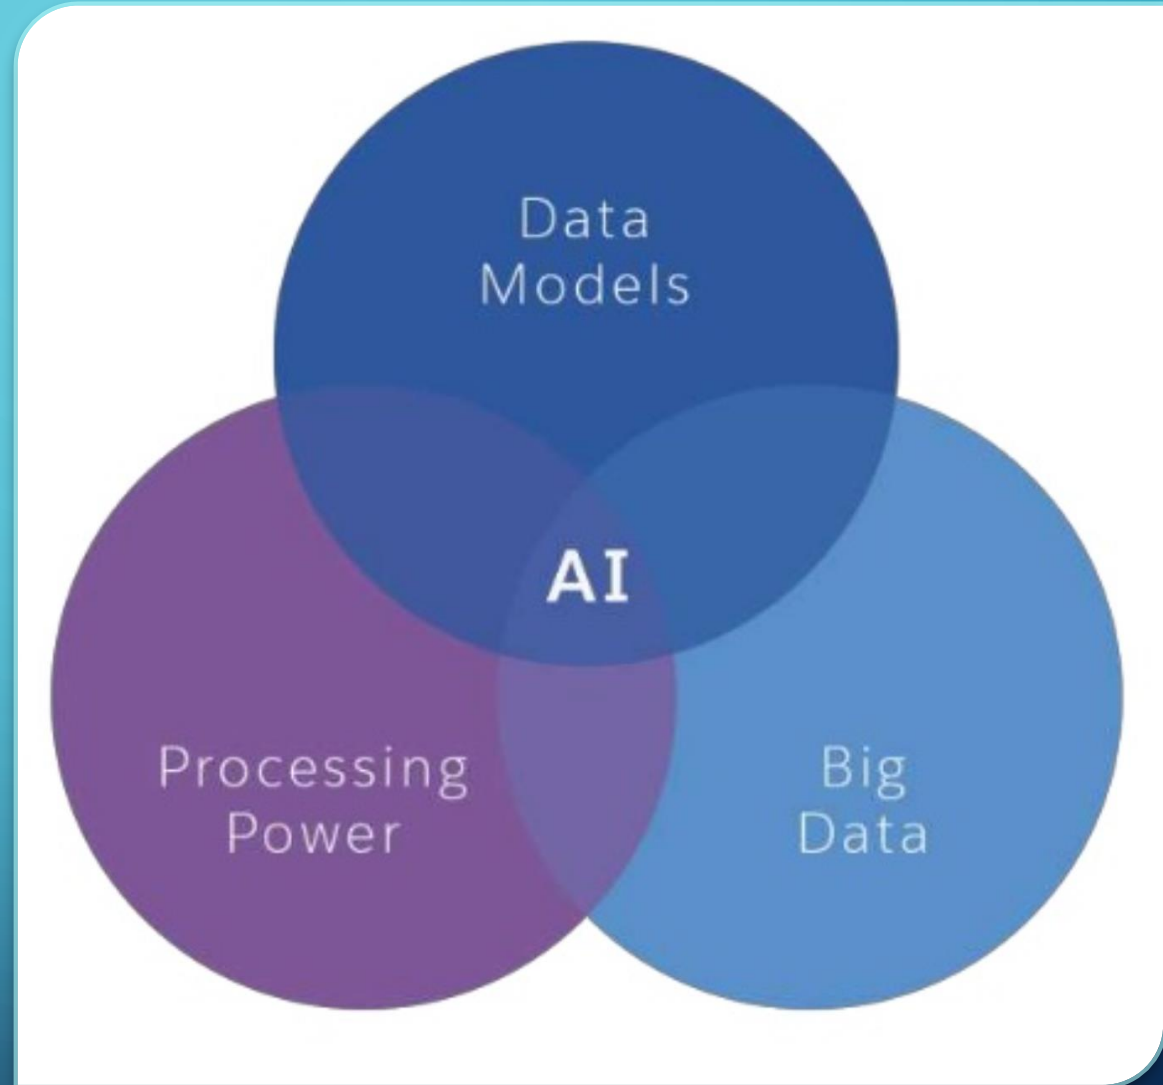 Data
Models
AI
Processing
Power
Big
Data